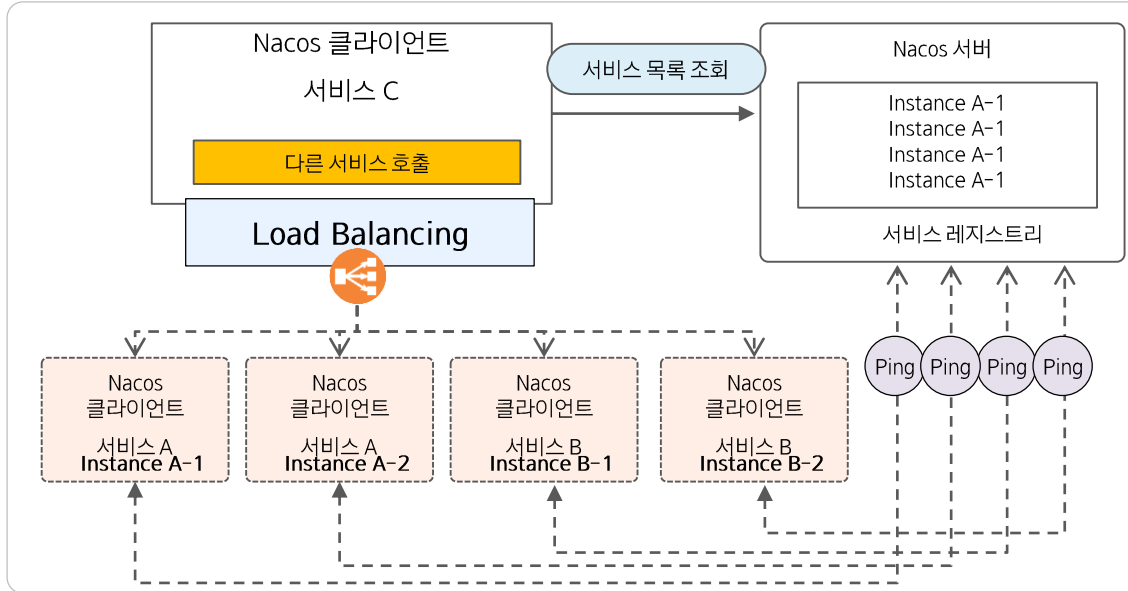 Nacos 클라이언트
서비스 C
다른 서비스 호출
Load Balancing
서비스 목록 조회
Nacos 서버
Instance A-1
Instance A-1
Instance A-1
Instance A-1
서비스 레지스트리
Nacos
클라이언트
서비스 A
Instance A-1
Nacos
클라이언트
서비스 A
Instance A-2
Nacos
클라이언트
서비스 B
Instance B-1
Nacos
클라이언트
서비스 B
Instance B-2
Ping
Ping
Ping
Ping